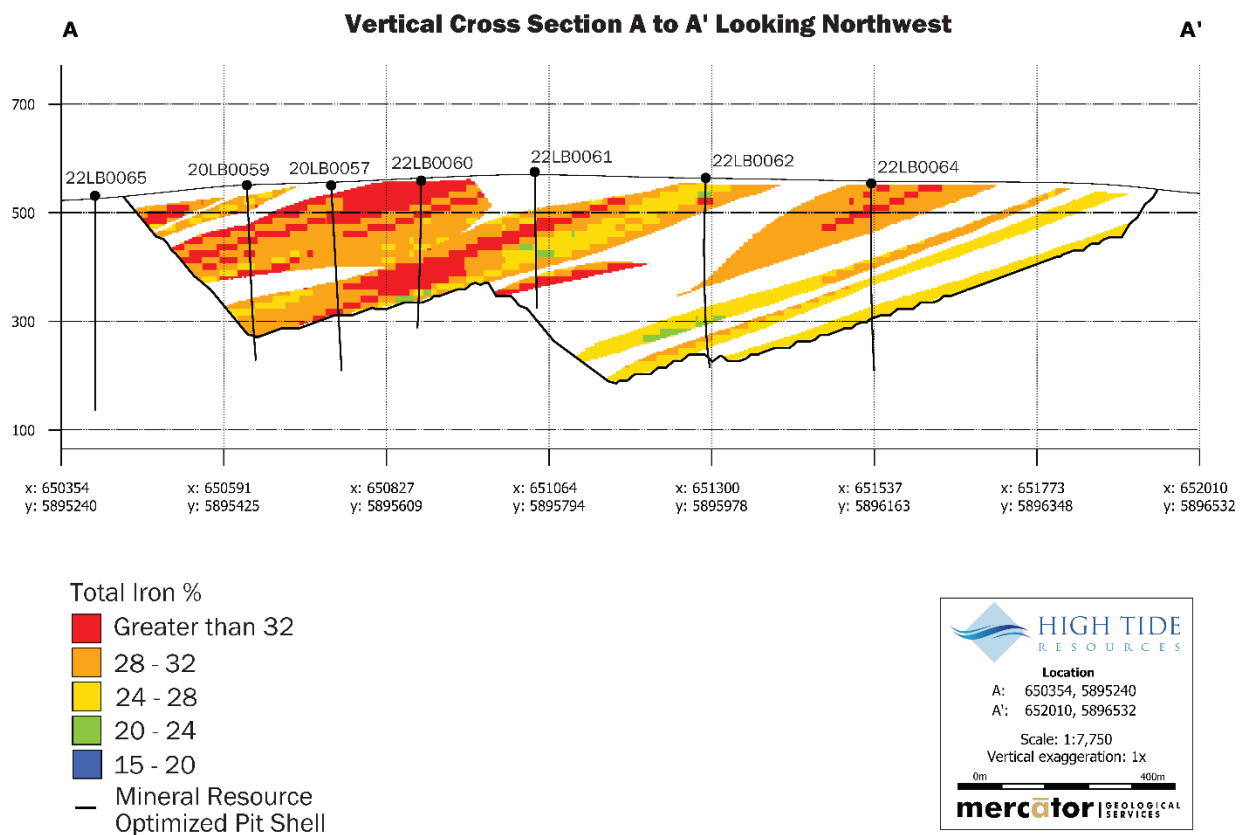 A
Vertical Cross Section A to A' Looking Northwest
A'
700
500
300
100
22LB0065
20LB0059
20LB0057
22LB0060
22LB0061
22LB0062
22LB0064
x: 650354
y: 5895240
x: 650591
y: 5895425
x: 650827
y: 5895609
x: 651064
y: 5895794
x: 651300
y: 5895978
x: 651537
y: 5896163
x: 651773
y: 5896348
x: 652010
y: 5896532
Total Iron %
Greater than 32
28 - 32
24 - 28
20 - 24
15 - 20
Mineral Resource
Optimized Pit Shell
HIGH TIDE
RESOURCES
Location
A: 650354, 5895240
A': 652010, 5896532
Scale: 1:7,750
Vertical exaggeration: 1x
0m 400m
mercātor | GEOLOGICAL
SERVICES